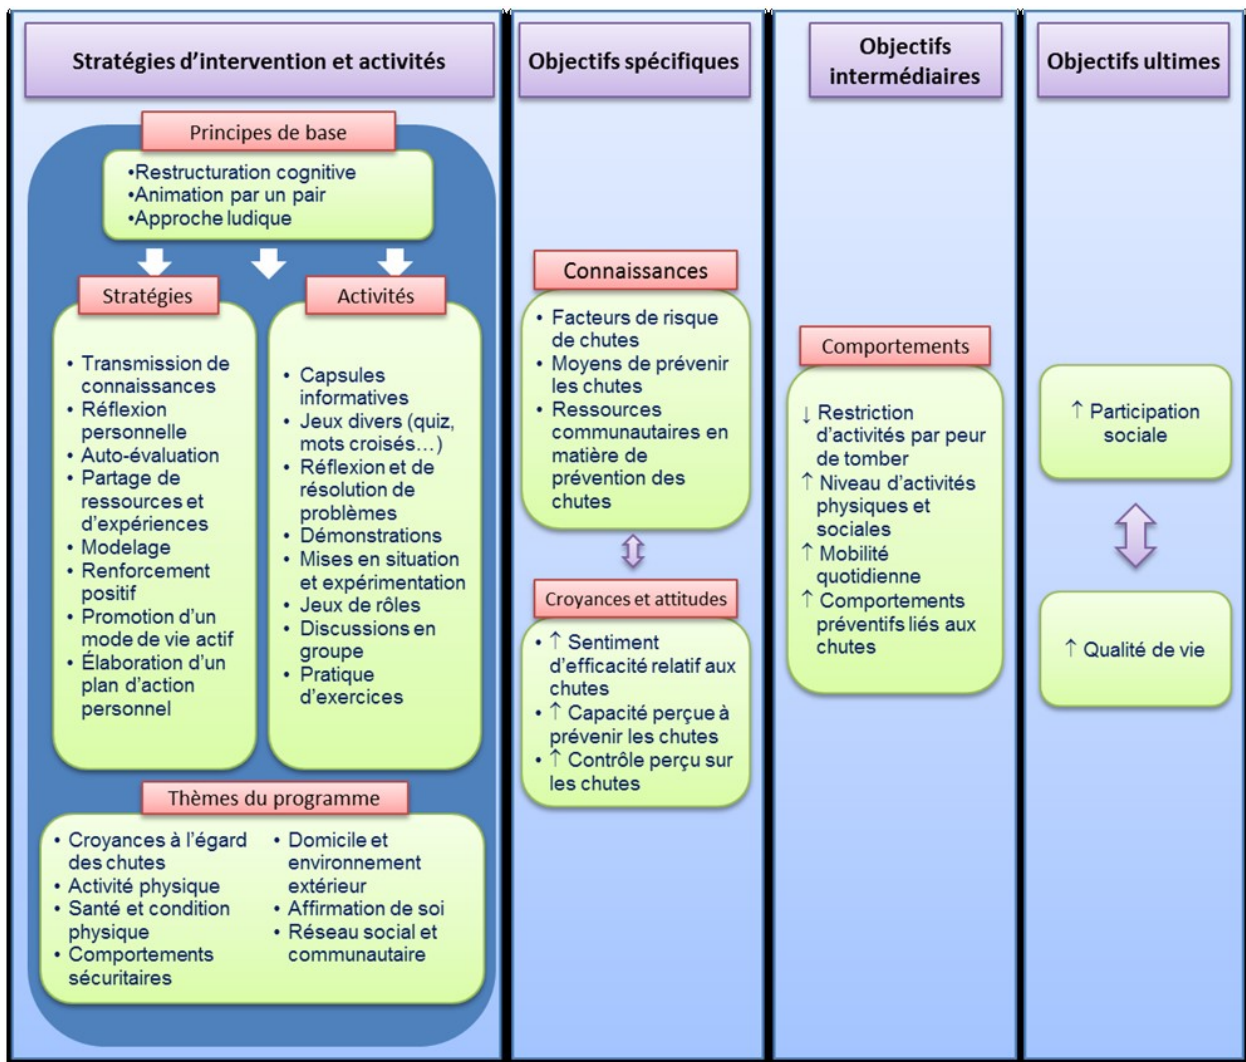 Stratégies d'intervention et activités
Principes de base
•Restructuration cognitive
•Animation par un pair
•Approche ludique
Stratégies
• Transmission de
connaissances
• Réflexion
personnelle
• Auto-évaluation
• Partage de
ressources et
d'expériences
• Modelage
• Renforcement
positif
• Promotion d'un
mode de vie actif
• Élaboration d'un
plan d'action
personnel
Activités
• Capsules
informatives
• Jeux divers (quiz,
mots croisés…)
• Réflexion et de
résolution de
problèmes
• Démonstrations
• Mises en situation
et expérimentation
• Jeux de rôles
• Discussions en
groupe
• Pratique
d'exercices
Thèmes du programme
• Croyances à l'égard
des chutes
• Activité physique
• Santé et condition
physique
• Comportements
sécuritaires
• Domicile et
environnement
extérieur
• Affirmation de soi
• Réseau social et
communautaire
Objectifs spécifiques
Connaissances
• Facteurs de risque
de chutes
• Moyens de prévenir
les chutes
• Ressources
communautaires en
matière de
prévention des
chutes
Croyances et attitudes
• ↑ Sentiment
d'efficacité relatif aux
chutes
• ↑ Capacité perçue à
prévenir les chutes
• ↑ Contrôle perçu sur
les chutes
Objectifs
intermédiaires
Comportements
↓ Restriction
d'activités par peur
de tomber
↑ Niveau d'activités
physiques et
sociales
↑ Mobilité
quotidienne
↑ Comportements
préventifs liés aux
chutes
Objectifs ultimes
↑ Participation
sociale
↑ Qualité de vie